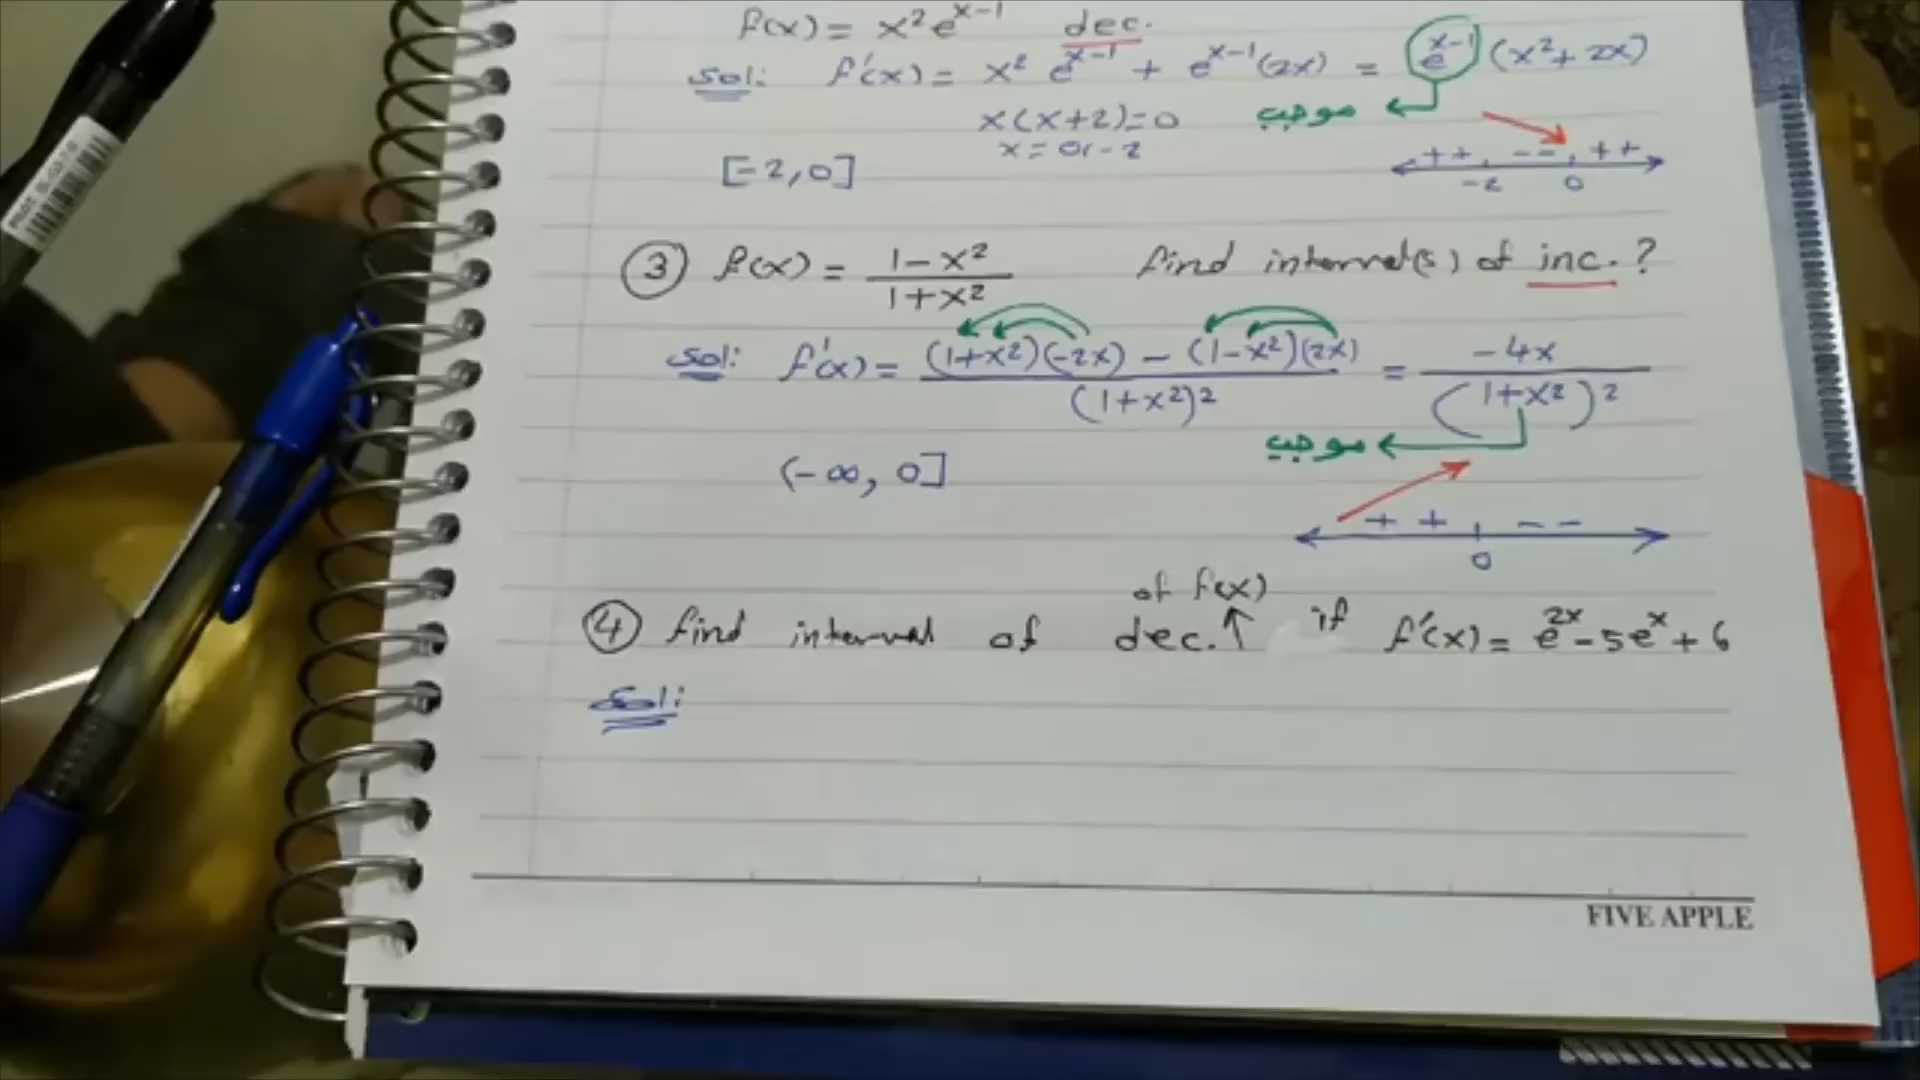 f(x) = x² e^{x-1} dec.
Sol: f'(x) = x² e^{x-1} + e^{x-1}(2x) = e^{x-1} (x² + 2x)
x(x+2)=0 موجب
x = 0, -2
++ -- ++
[-2, 0] -2 0
③ f(x) = (1-x²)/(1+x²) find interval(s) of inc. ?
Sol: f'(x) = ((1+x²)(-2x) - (1-x²)(2x))/(1+x²)² = -4x/(1+x²)²
موجب
(-∞, 0]
+ + - -
0
of f(x)
④ find interval of dec. if f'(x) = e^{2x} - 5e^x + 6
Sol:
FIVE APPLE